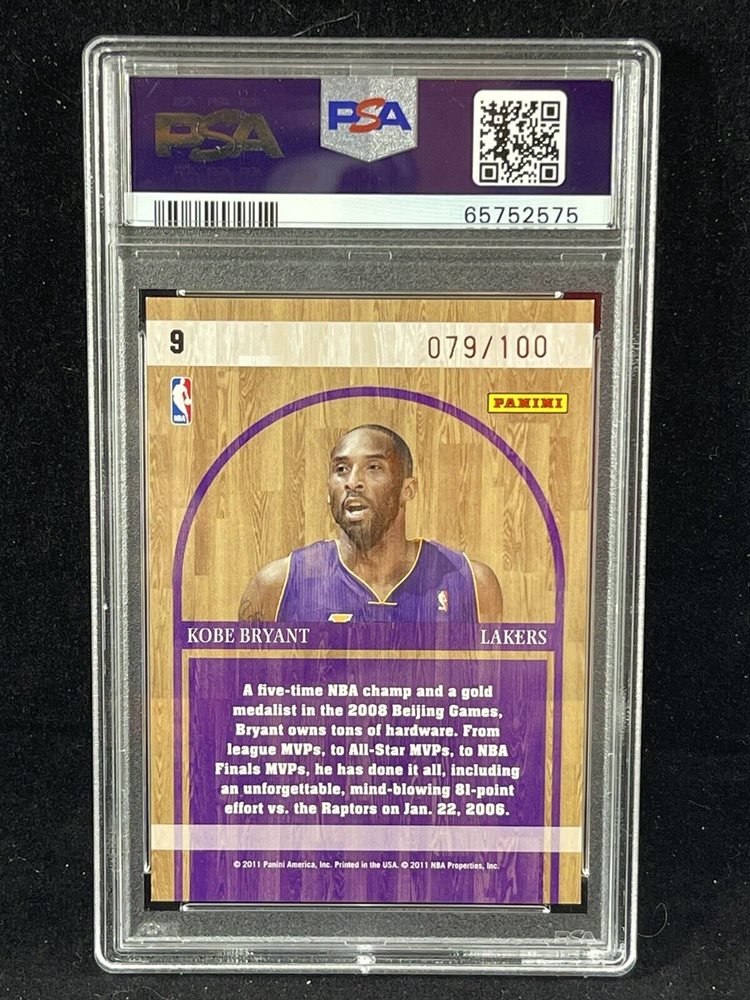 PSA
PSA
65752575
9
079/100
NBA
PANINI
KOBE BRYANT
LAKERS
A five-time NBA champ and a gold
medalist in the 2008 Beijing Games,
Bryant owns tons of hardware. From
league MVPs, to All-Star MVPs, to NBA
Finals MVPs, he has done it all, including
an unforgettable, mind-blowing 81-point
effort vs. the Raptors on Jan. 22, 2006.
© 2011 Panini America, Inc. Printed in the USA. © 2011 NBA Properties, Inc.
PSA